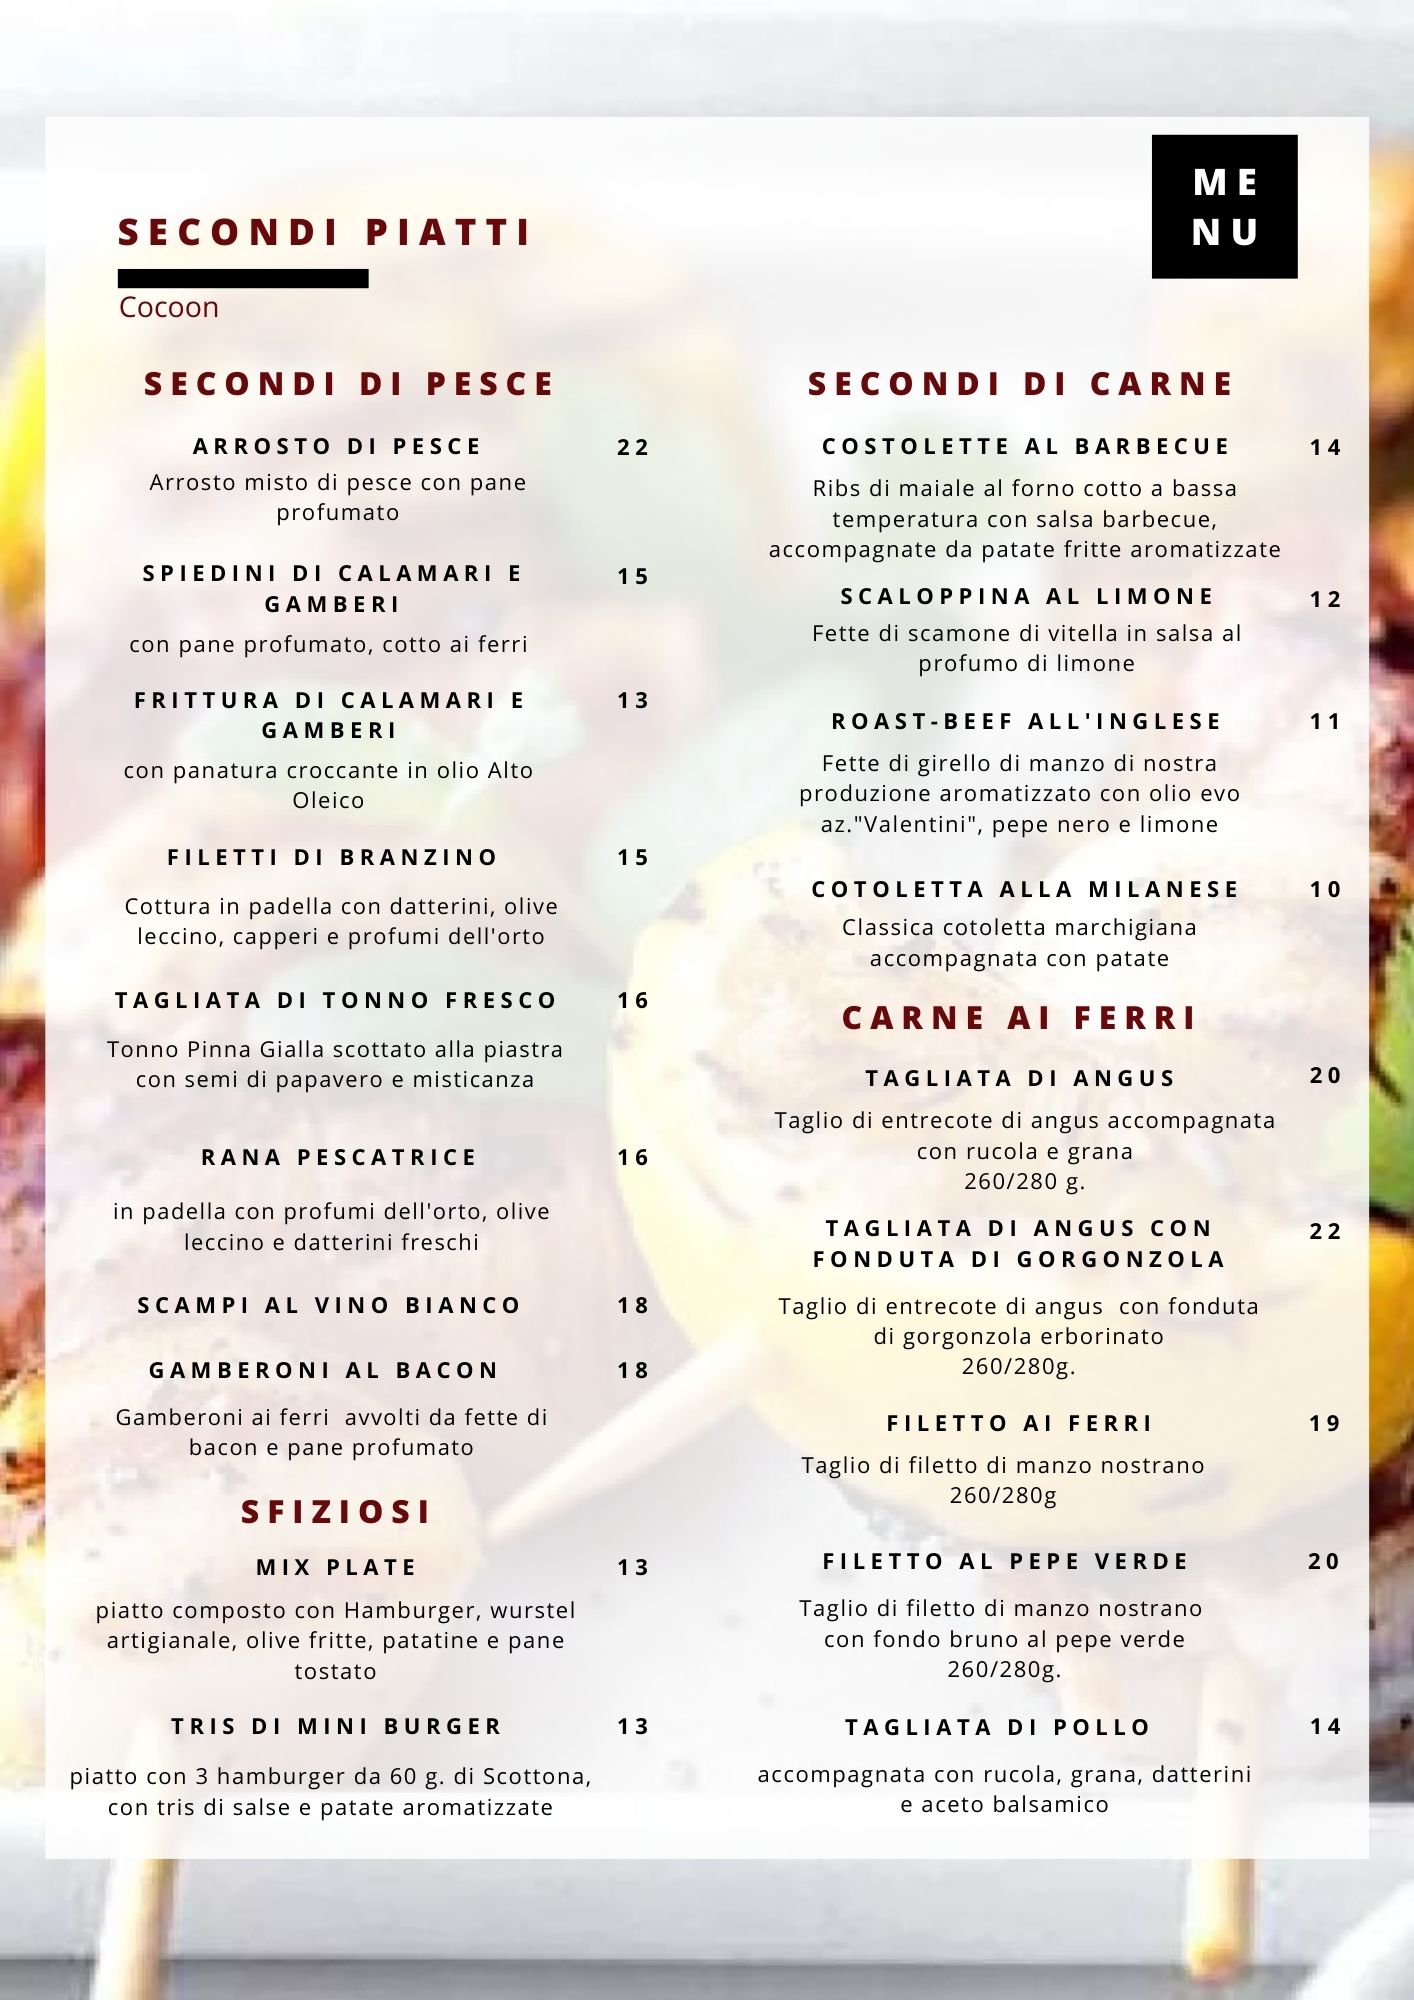 ME
NU
SECONDI PIATTI
Cocoon
SECONDI DI PESCE
ARROSTO DI PESCE 22
Arrosto misto di pesce con pane
profumato
SPIEDINI DI CALAMARI E 15
GAMBERI
con pane profumato, cotto ai ferri
FRITTURA DI CALAMARI E 13
GAMBERI
con panatura croccante in olio Alto
Oleico
FILETTI DI BRANZINO 15
Cottura in padella con datterini, olive
leccino, capperi e profumi dell'orto
TAGLIATA DI TONNO FRESCO 16
Tonno Pinna Gialla scottato alla piastra
con semi di papavero e misticanza
RANA PESCATRICE 16
in padella con profumi dell'orto, olive
leccino e datterini freschi
SCAMPI AL VINO BIANCO 18
GAMBERONI AL BACON 18
Gamberoni ai ferri  avvolti da fette di
bacon e pane profumato
SFIZIOSI
MIX PLATE 13
piatto composto con Hamburger, wurstel
artigianale, olive fritte, patatine e pane
tostato
TRIS DI MINI BURGER 13
piatto con 3 hamburger da 60 g. di Scottona,
con tris di salse e patate aromatizzate
SECONDI DI CARNE
COSTOLETTE AL BARBECUE 14
Ribs di maiale al forno cotto a bassa
temperatura con salsa barbecue,
accompagnate da patate fritte aromatizzate
SCALOPPINA AL LIMONE 12
Fette di scamone di vitella in salsa al
profumo di limone
ROAST-BEEF ALL'INGLESE 11
Fette di girello di manzo di nostra
produzione aromatizzato con olio evo
az."Valentini", pepe nero e limone
COTOLETTA ALLA MILANESE 10
Classica cotoletta marchigiana
accompagnata con patate
CARNE AI FERRI
TAGLIATA DI ANGUS 20
Taglio di entrecote di angus accompagnata
con rucola e grana
260/280 g.
TAGLIATA DI ANGUS CON 22
FONDUTA DI GORGONZOLA
Taglio di entrecote di angus  con fonduta
di gorgonzola erborinato
260/280g.
FILETTO AI FERRI 19
Taglio di filetto di manzo nostrano
260/280g
FILETTO AL PEPE VERDE 20
Taglio di filetto di manzo nostrano
con fondo bruno al pepe verde
260/280g.
TAGLIATA DI POLLO 14
accompagnata con rucola, grana, datterini
e aceto balsamico